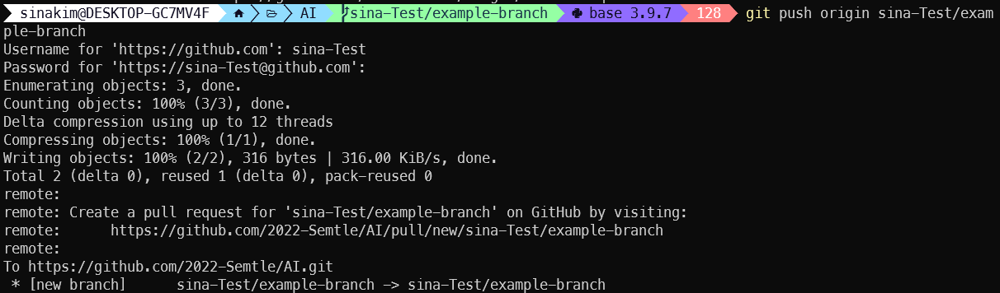 sinakim@DESKTOP-GC7MV4F AI sina-Test/example-branch base 3.9.7 128 git push origin sina-Test/exam
ple-branch
Username for 'https://github.com': sina-Test
Password for 'https://sina-Test@github.com':
Enumerating objects: 3, done.
Counting objects: 100% (3/3), done.
Delta compression using up to 12 threads
Compressing objects: 100% (1/1), done.
Writing objects: 100% (2/2), 316 bytes | 316.00 KiB/s, done.
Total 2 (delta 0), reused 1 (delta 0), pack-reused 0
remote:
remote: Create a pull request for 'sina-Test/example-branch' on GitHub by visiting:
remote:      https://github.com/2022-Semtle/AI/pull/new/sina-Test/example-branch
remote:
To https://github.com/2022-Semtle/AI.git
 * [new branch]      sina-Test/example-branch -> sina-Test/example-branch